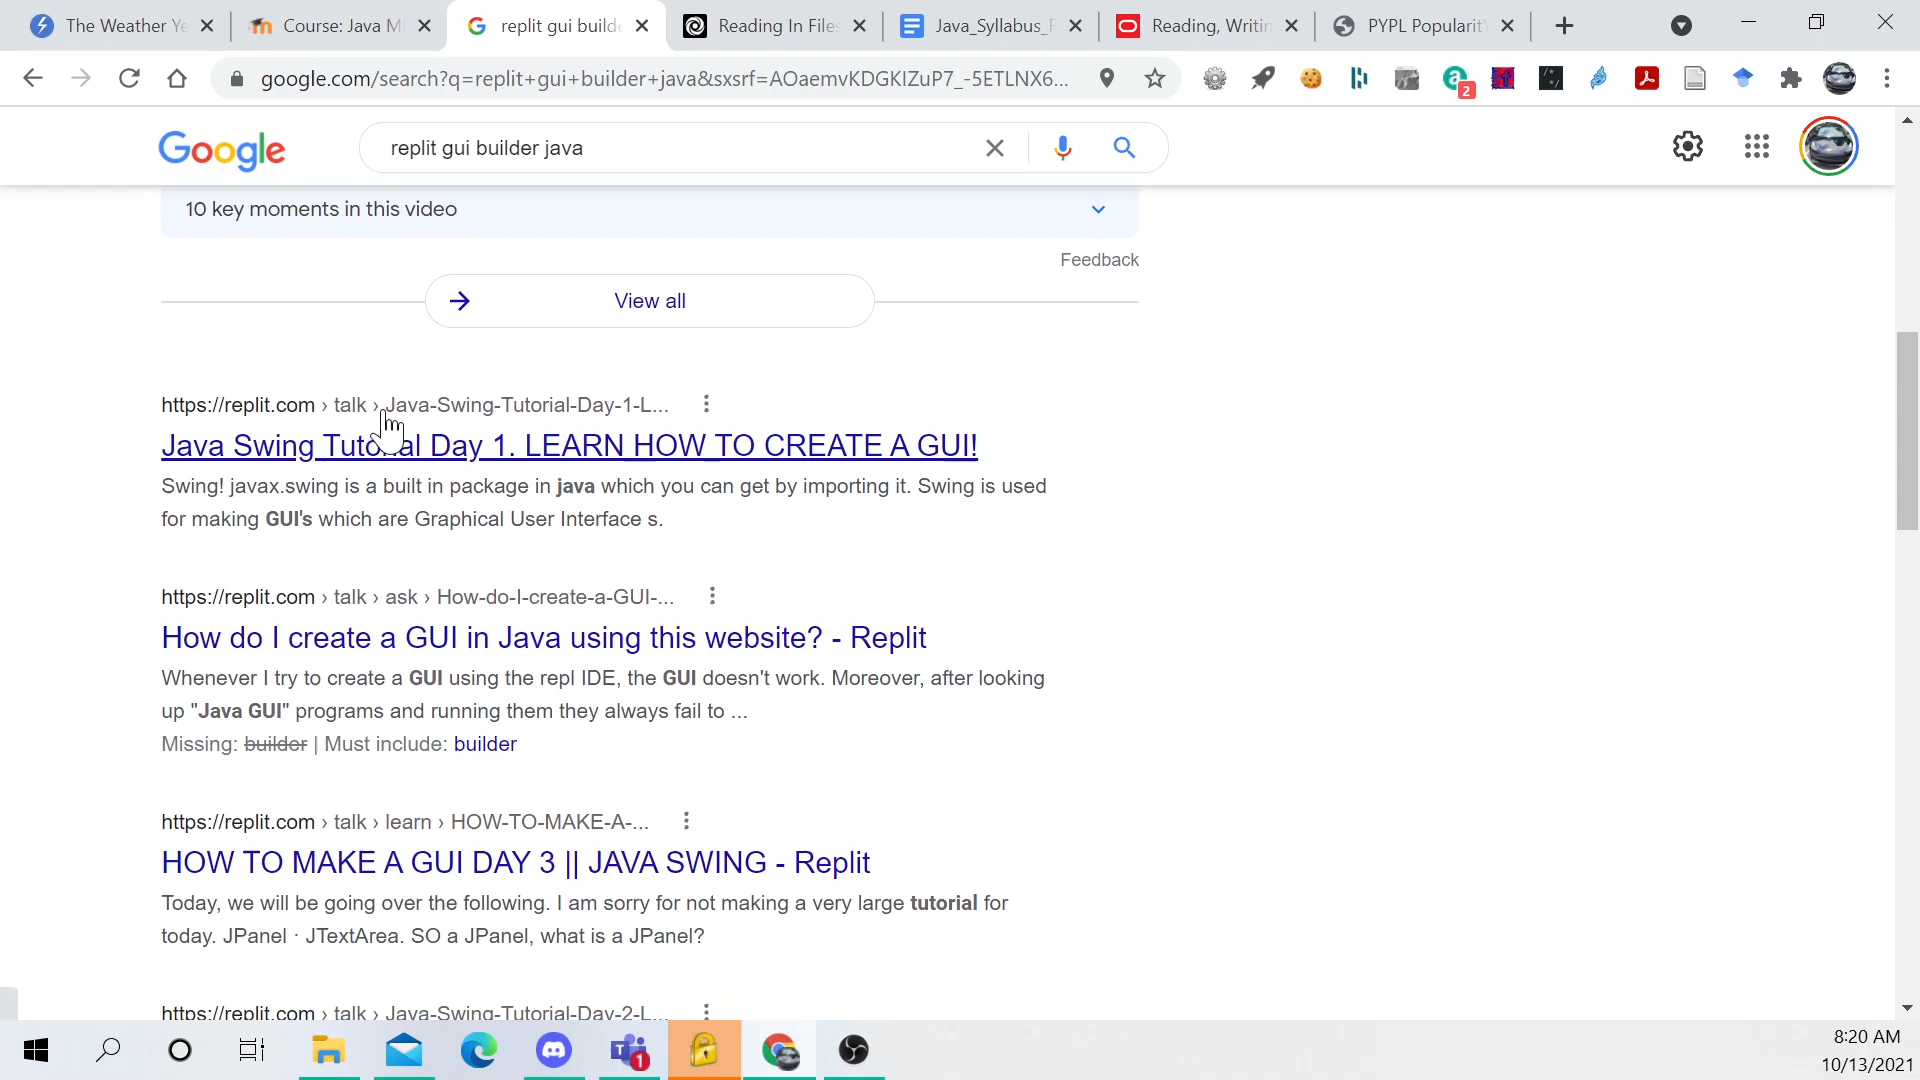 The Weather Ye
Course: Java MI
replit gui builde
Reading In Files
Java_Syllabus_F
Reading, Writin
PYPL Popularity
google.com/search?q=replit+gui+builder+java&sxsrf=AOaemvKDGKIZuP7_-5ETLNX6...
2
Google
replit gui builder java
10 key moments in this video
Feedback
View all
https://replit.com › talk › Java-Swing-Tutorial-Day-1-L...
Java Swing Tutorial Day 1. LEARN HOW TO CREATE A GUI!
Swing! javax.swing is a built in package in java which you can get by importing it. Swing is used
for making GUI's which are Graphical User Interface s.
https://replit.com › talk › ask › How-do-I-create-a-GUI-...
How do I create a GUI in Java using this website? - Replit
Whenever I try to create a GUI using the repl IDE, the GUI doesn't work. Moreover, after looking
up "Java GUI" programs and running them they always fail to ...
Missing: builder | Must include: builder
https://replit.com › talk › learn › HOW-TO-MAKE-A-...
HOW TO MAKE A GUI DAY 3 || JAVA SWING - Replit
Today, we will be going over the following. I am sorry for not making a very large tutorial for
today. JPanel · JTextArea. SO a JPanel, what is a JPanel?
https://replit.com › talk › Java-Swing-Tutorial-Day-2-L...
1
8:20 AM
10/13/2021